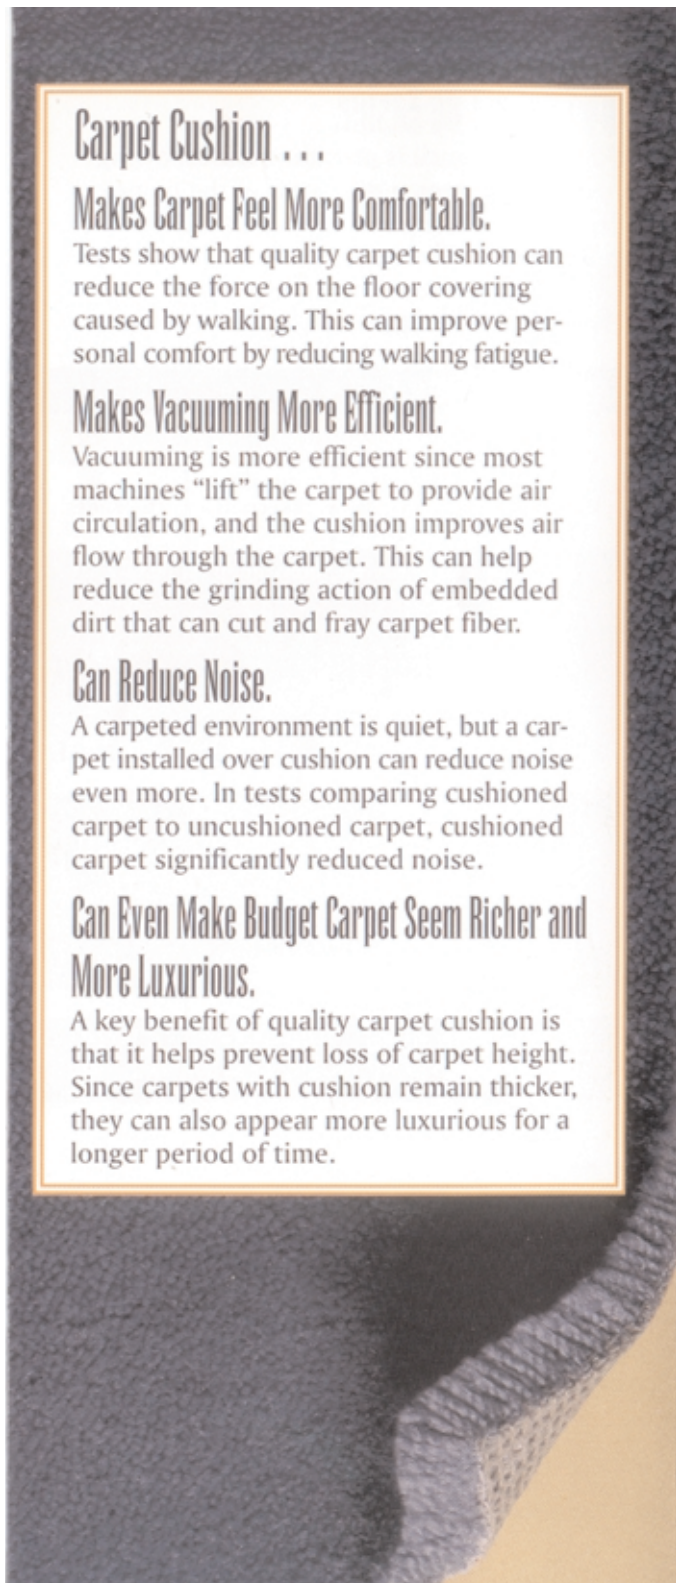 Carpet Cushion . . .
Makes Carpet Feel More Comfortable.
Tests show that quality carpet cushion can
reduce the force on the floor covering
caused by walking. This can improve per-
sonal comfort by reducing walking fatigue.
Makes Vacuuming More Efficient.
Vacuuming is more efficient since most
machines “lift” the carpet to provide air
circulation, and the cushion improves air
flow through the carpet. This can help
reduce the grinding action of embedded
dirt that can cut and fray carpet fiber.
Can Reduce Noise.
A carpeted environment is quiet, but a car-
pet installed over cushion can reduce noise
even more. In tests comparing cushioned
carpet to uncushioned carpet, cushioned
carpet significantly reduced noise.
Can Even Make Budget Carpet Seem Richer and
More Luxurious.
A key benefit of quality carpet cushion is
that it helps prevent loss of carpet height.
Since carpets with cushion remain thicker,
they can also appear more luxurious for a
longer period of time.